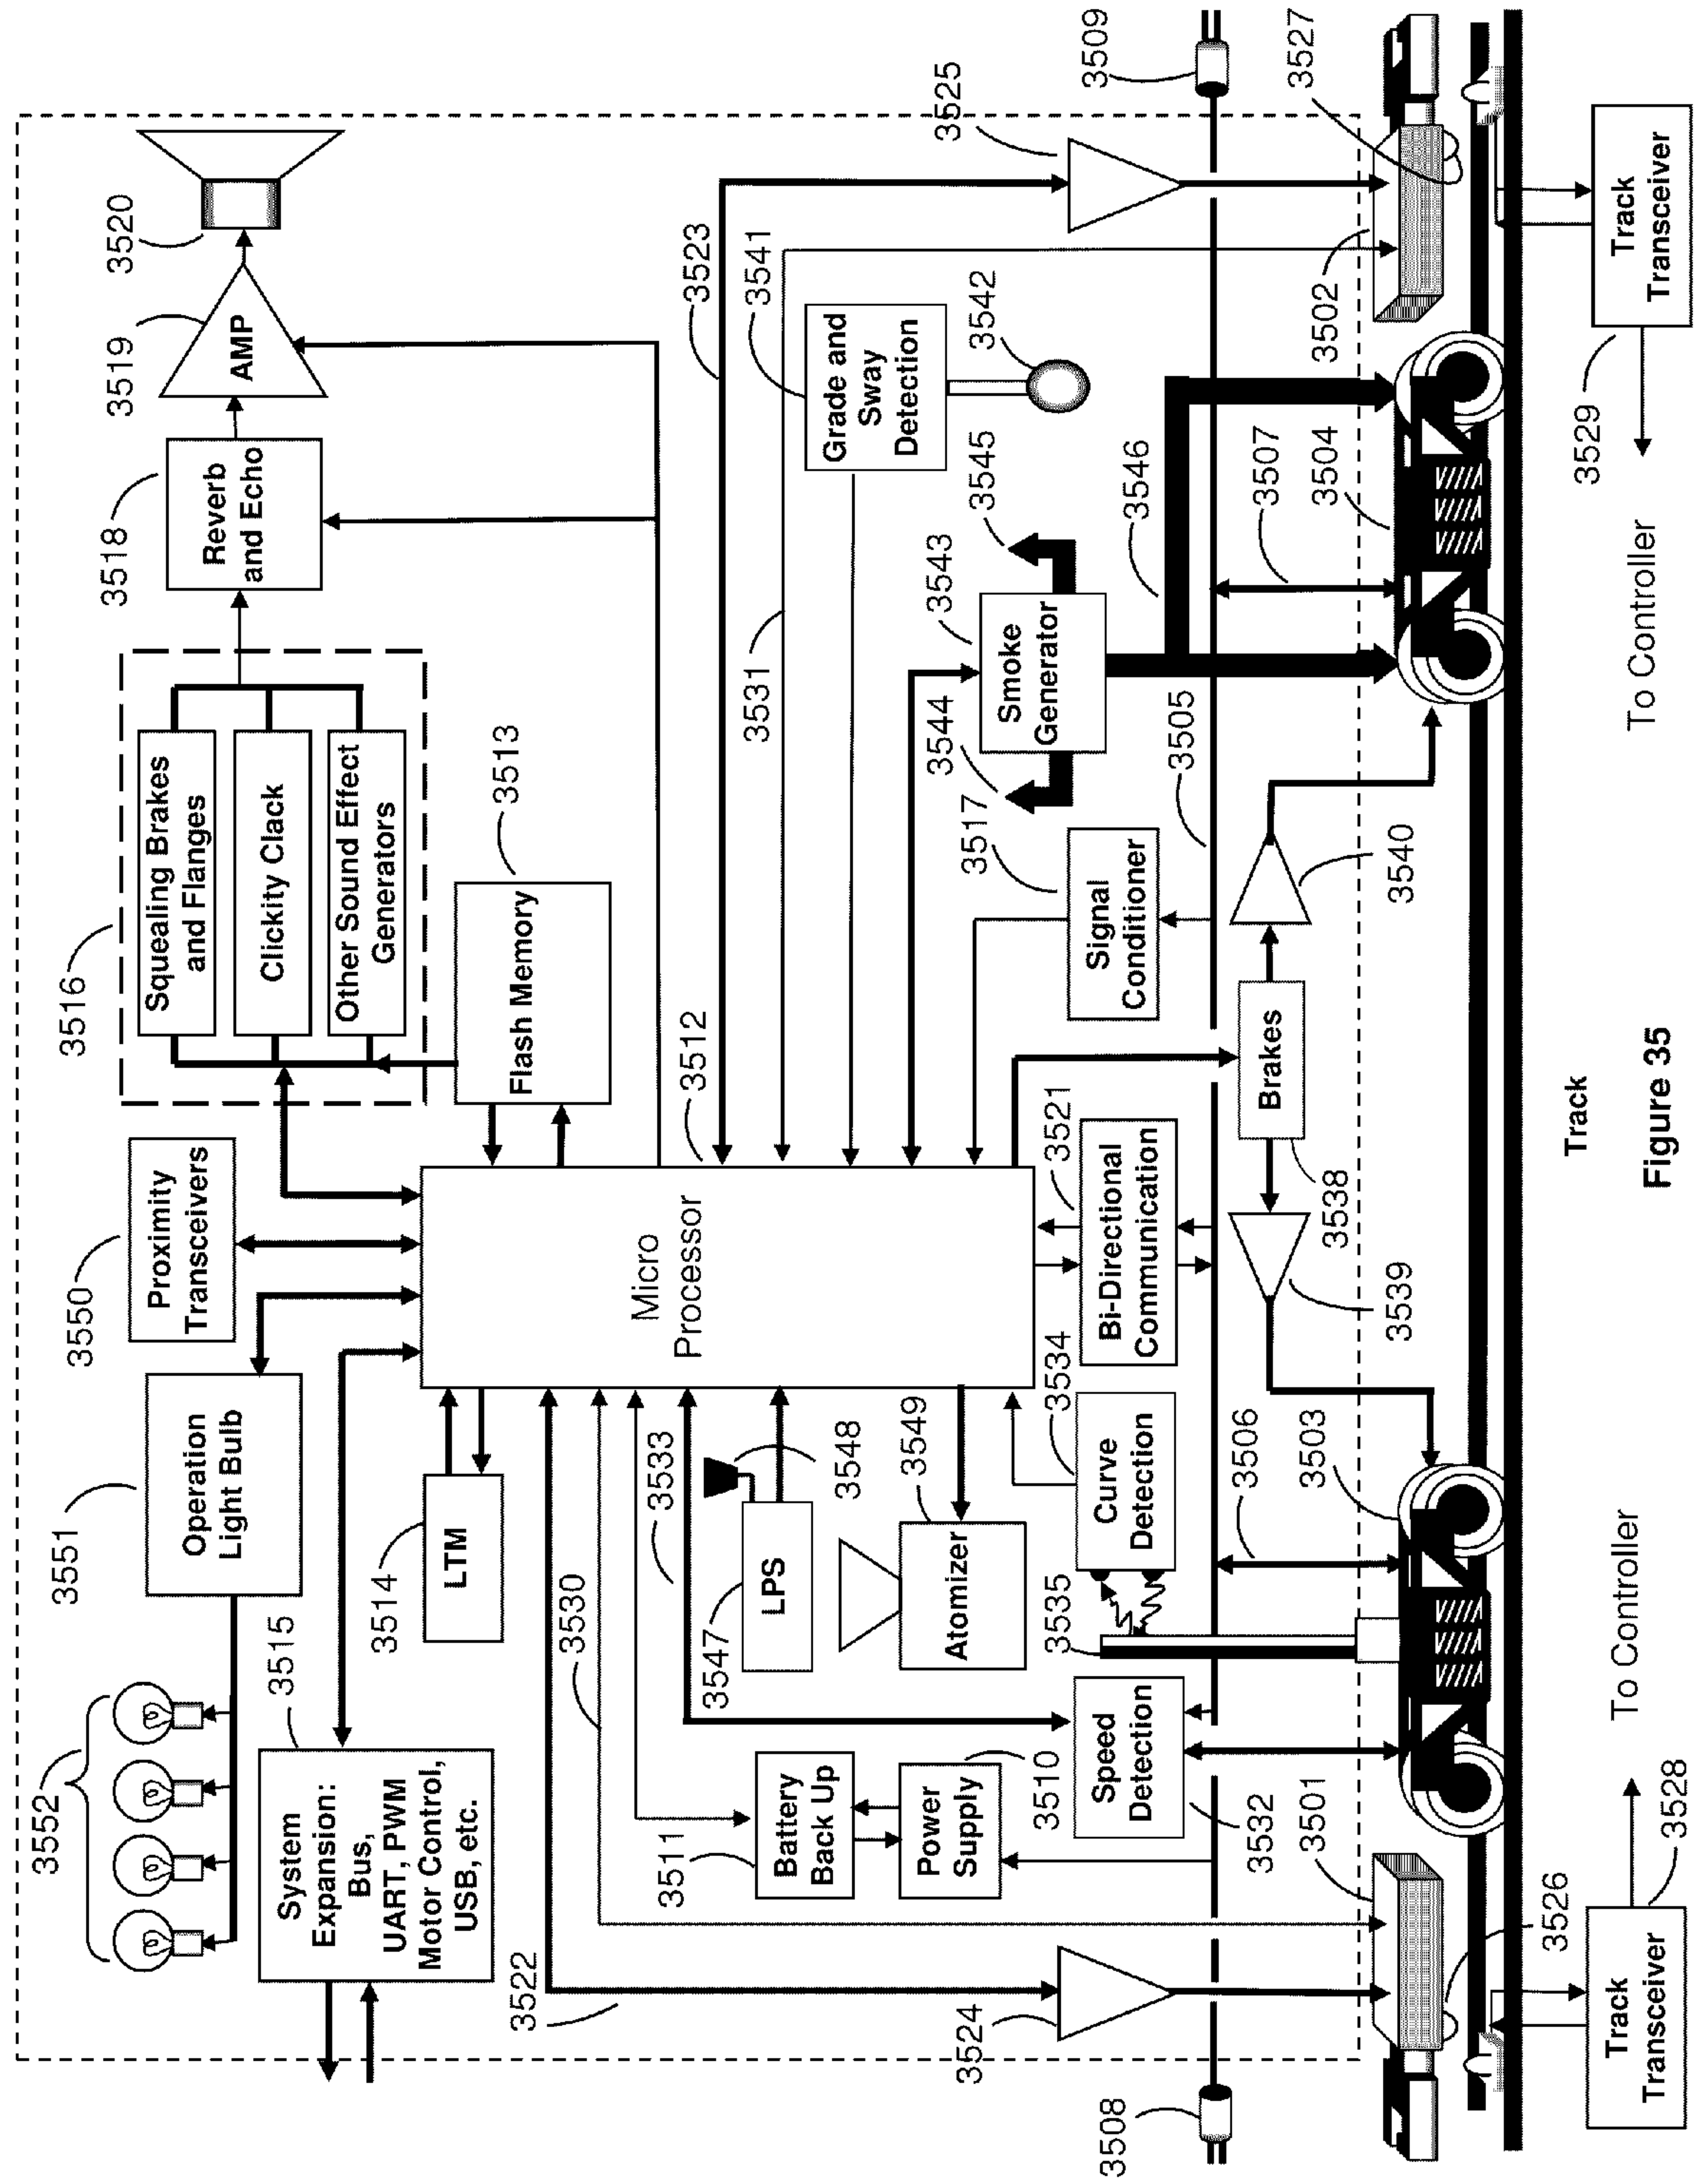 3552
3551
Operation
Light Bulb
3550
Proximity
Transceivers
3516
Squealing Brakes
and Flanges
Clickity Clack
Other Sound Effect
Generators
3518
Reverb
and Echo
3519
AMP
3520
3515
System
Expansion:
Bus,
UART, PWM
Motor Control,
USB, etc.
3514
LTM
3513
Flash Memory
3522
3530
3533
3512
Micro
Processor
3531
3523
3541
Grade and
Sway
Detection
3542
3511
Battery
Back Up
3547
LPS
3548
3510
Power
Supply
3549
Atomizer
3544
3543
Smoke
Generator
3545
3546
3525
3524
3532
Speed
Detection
3535
3534
Curve
Detection
3521
Bi-Directional
Communication
3517
Signal
Conditioner
3505
3508
3509
3506
3538
Brakes
3539
3540
3507
3501
3503
3504
3502
3526
3527
Track
Transceiver
3528
To Controller
Track
To Controller
3529
Track
Transceiver
Figure 35